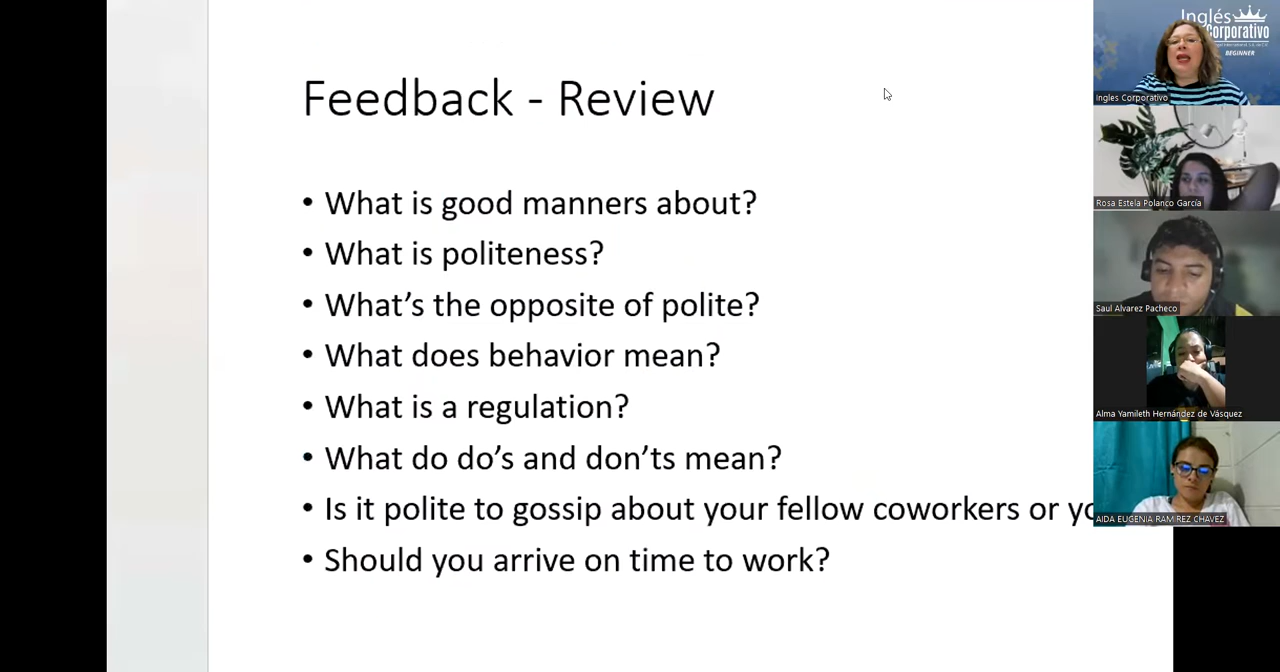 Feedback - Review
• What is good manners about?
• What is politeness?
• What's the opposite of polite?
• What does behavior mean?
• What is a regulation?
• What do do's and don'ts mean?
• Is it polite to gossip about your fellow coworkers or yo
• Should you arrive on time to work?
Inglés
Corporativo
BEGINNER
Ingles Corporativo
Rosa Estela Polanco García
Saul Alvarez Pacheco
Alma Yamileth Hernández de Vásquez
AIDA EUGENIA RAM REZ CHAVEZ